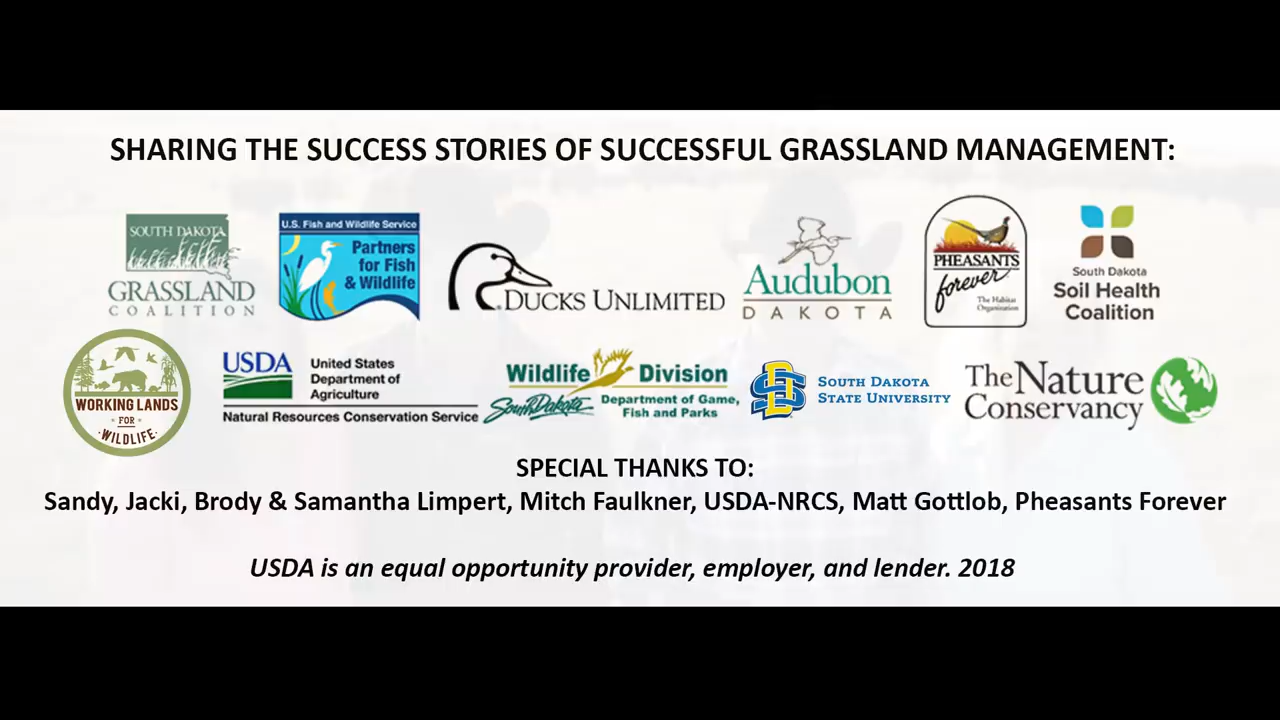 SHARING THE SUCCESS STORIES OF SUCCESSFUL GRASSLAND MANAGEMENT:
SOUTH DAKOTA
GRASSLAND
COALITION
U.S. Fish and Wildlife Service
Partners
for Fish
& Wildlife
DUCKS UNLIMITED
Audubon
DAKOTA
PHEASANTS
forever
The Habitat
Organization
South Dakota
Soil Health
Coalition
WORKING LANDS
FOR
WILDLIFE
USDA
United States
Department of
Agriculture
Natural Resources Conservation Service
Wildlife Division
South Dakota
Department of Game,
Fish and Parks
SD
SOUTH DAKOTA
STATE UNIVERSITY
The Nature
Conservancy
SPECIAL THANKS TO:
Sandy, Jacki, Brody & Samantha Limpert, Mitch Faulkner, USDA-NRCS, Matt Gottlob, Pheasants Forever
USDA is an equal opportunity provider, employer, and lender. 2018